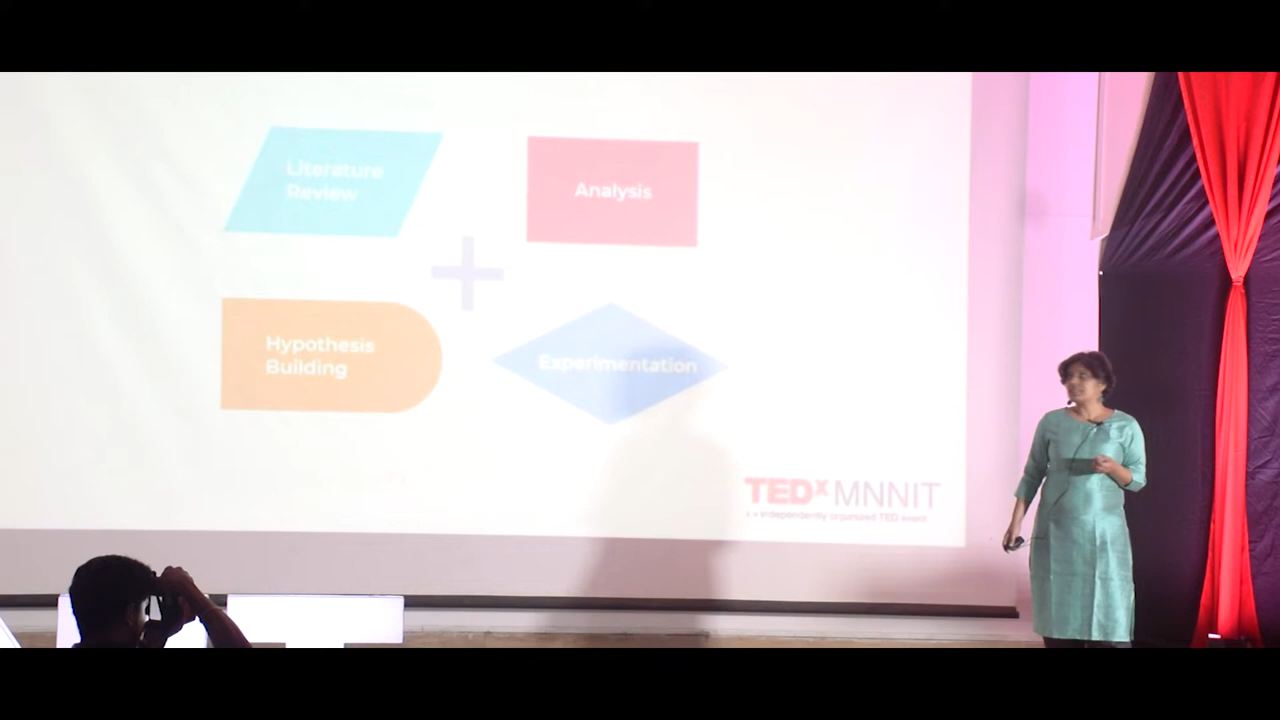 Literature
Review
Analysis
Hypothesis
Building
Experimentation
TEDx MNNIT
independently organized TED event